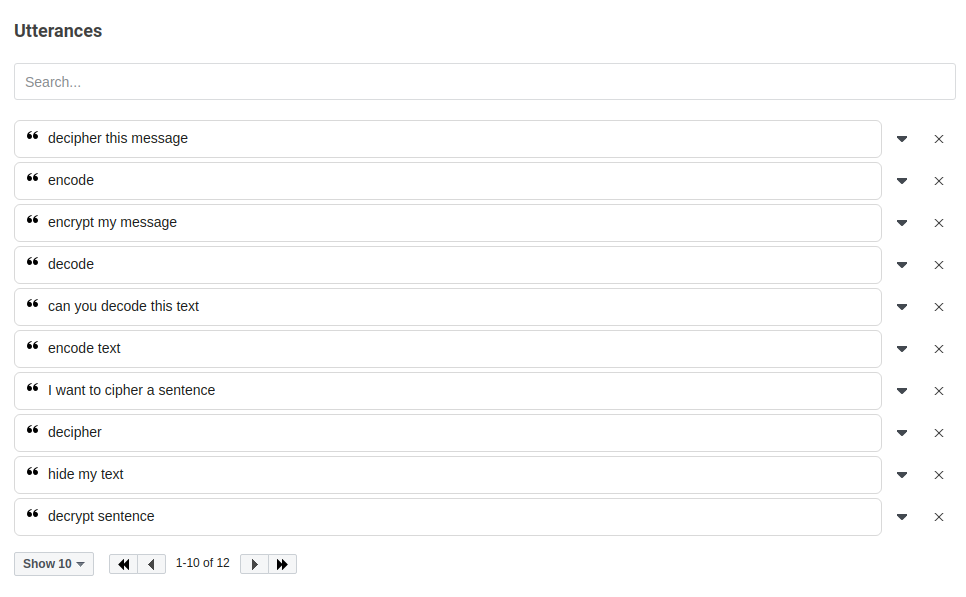 Utterances
Search...
❝ decipher this message
❝ encode
❝ encrypt my message
❝ decode
❝ can you decode this text
❝ encode text
❝ I want to cipher a sentence
❝ decipher
❝ hide my text
❝ decrypt sentence
Show 10 1-10 of 12